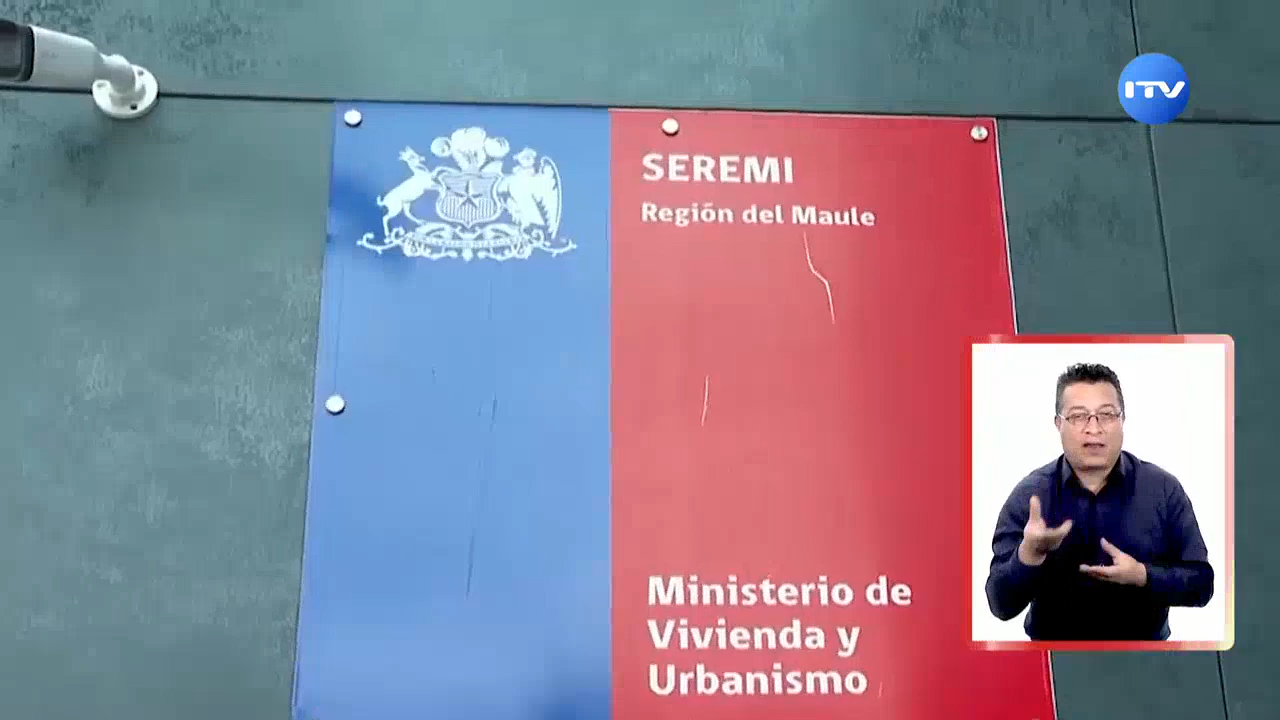 ITV
SEREMI
Región del Maule
Ministerio de
Vivienda y
Urbanismo